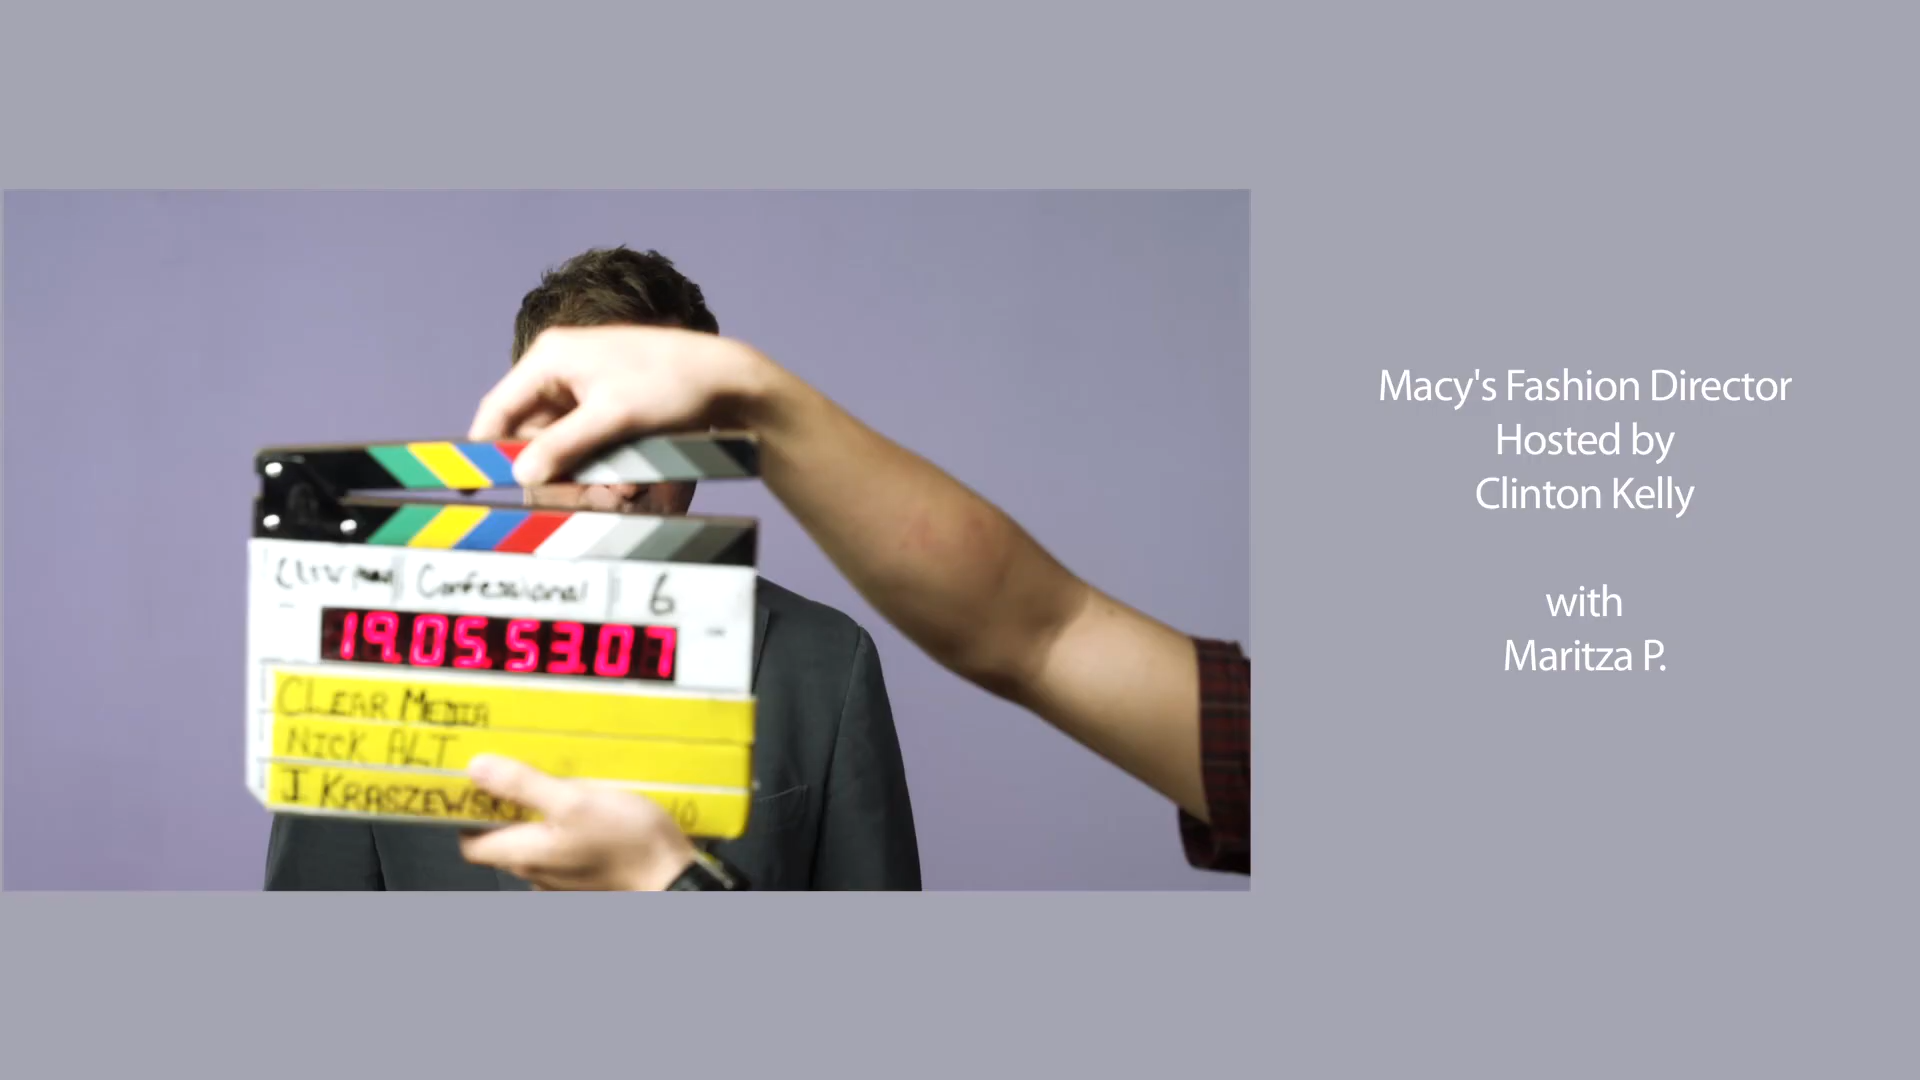 Confessional 6
19.05.53.07
CLEAR MEDIA
NICK ALT
J KRASZEWSKI
Macy's Fashion Director
Hosted by
Clinton Kelly
with
Maritza P.